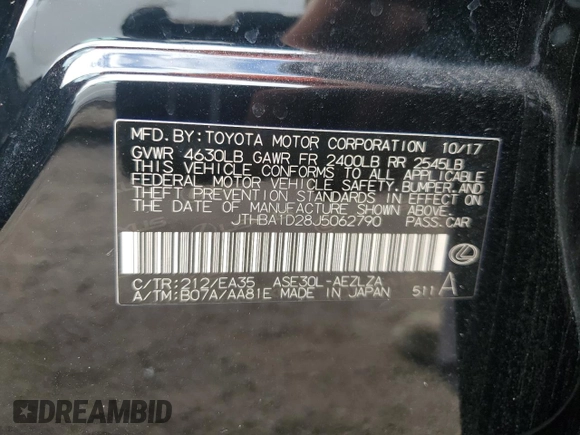 MFD. BY: TOYOTA MOTOR CORPORATION 10/17
GVWR 4630LB GAWR FR 2400LB RR 2545LB
THIS VEHICLE CONFORMS TO ALL APPLICABLE
FEDERAL MOTOR VEHICLE SAFETY, BUMPER, AND
THEFT PREVENTION STANDARDS IN EFFECT ON
THE DATE OF MANUFACTURE SHOWN ABOVE.
JTHBA1D28J5062790 PASS. CAR
C/TR: 212/EA35 ASE30L-AEZLZA
A/TM: B07A/AA81E MADE IN JAPAN 511 A
DREAMBID